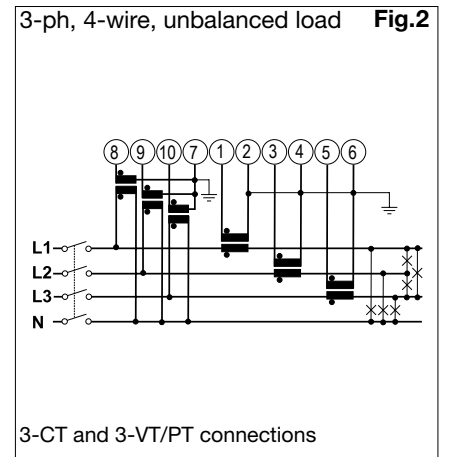 3-ph, 4-wire, unbalanced load Fig.2
8 9 10 7 1 2 3 4 5 6
L1
L2
L3
N
3-CT and 3-VT/PT connections